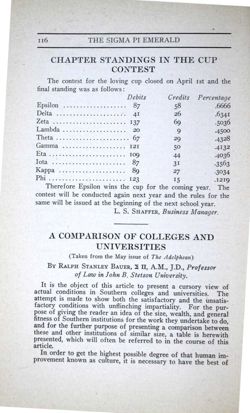 116 THE SIGMA PI EMERALD
CHAPTER STANDINGS IN THE CUP
CONTEST
The contest for the loving cup closed on April 1st and the
final standing was as follows:
Debits Credits Percentage
Epsilon .................. 87 58 .6666
Delta .................. 41 26 .6341
Zeta .................. 137 69 .5036
Lambda .................. 20 9 .4500
Theta .................. 67 29 .4328
Gamma .................. 121 50 .4132
Eta .................. 109 44 .4036
Iota .................. 87 31 .3563
Kappa .................. 89 27 .3034
Phi .................. 123 15 .1219
Therefore Epsilon wins the cup for the coming year. The
contest will be conducted again next year and the rules for the
same will be issued at the beginning of the next school year.
L. S. SHAFFER, Business Manager.
A COMPARISON OF COLLEGES AND
UNIVERSITIES
(Taken from the May issue of The Adelphean)
BY RALPH STANLEY BAUER, Σ Π, A.M., J.D., Professor
of Law in John B. Stetson University.
It is the object of this article to present a cursory view of
actual conditions in Southern colleges and universities. The
attempt is made to show both the satisfactory and the unsatis-
factory conditions with unflinching impartiality. For the pur-
pose of giving the reader an idea of the size, wealth, and general
fitness of Southern institutions for the work they undertake to do,
and for the further purpose of presenting a comparison between
these and other institutions of similar size, a table is herewith
presented, which will often be referred to in the course of this
article.
In order to get the highest possible degree of that human im-
provement known as culture, it is necessary to have the best of